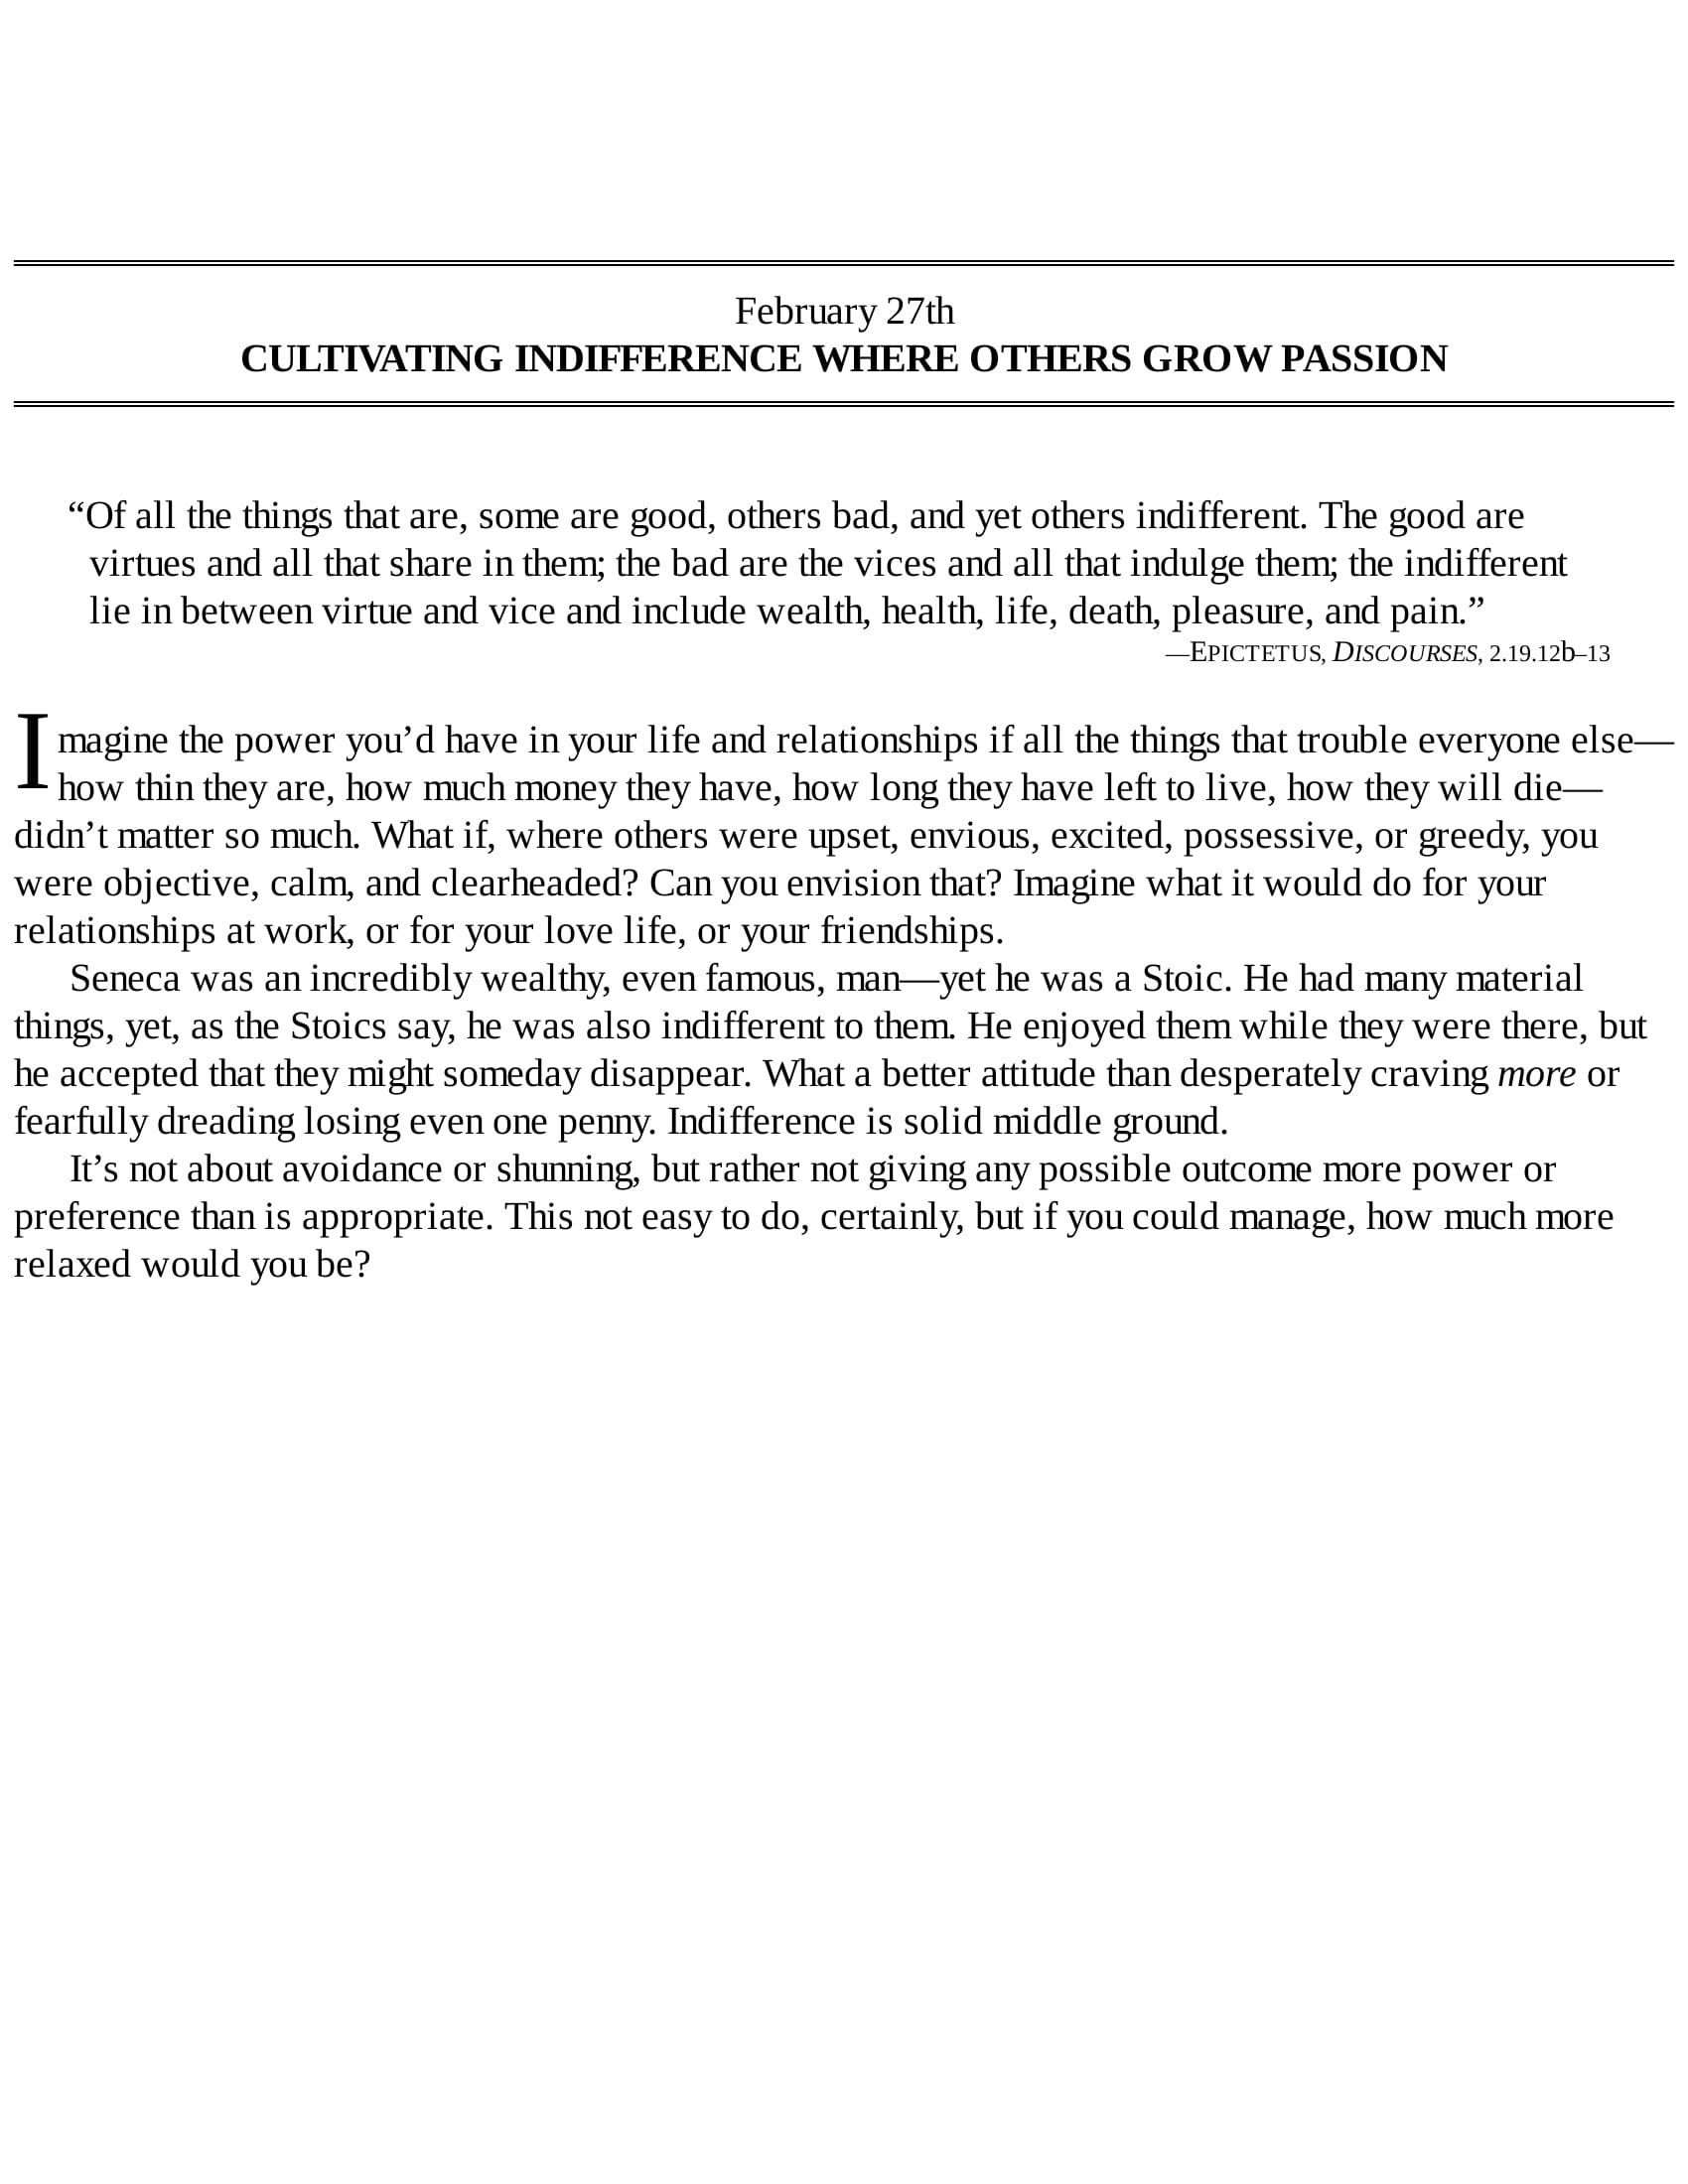 February 27th
CULTIVATING INDIFFERENCE WHERE OTHERS GROW PASSION
“Of all the things that are, some are good, others bad, and yet others indifferent. The good are
virtues and all that share in them; the bad are the vices and all that indulge them; the indifferent
lie in between virtue and vice and include wealth, health, life, death, pleasure, and pain.”
—EPICTETUS, DISCOURSES, 2.19.12b–13
Imagine the power you’d have in your life and relationships if all the things that trouble everyone else—
how thin they are, how much money they have, how long they have left to live, how they will die—
didn’t matter so much. What if, where others were upset, envious, excited, possessive, or greedy, you
were objective, calm, and clearheaded? Can you envision that? Imagine what it would do for your
relationships at work, or for your love life, or your friendships.
Seneca was an incredibly wealthy, even famous, man—yet he was a Stoic. He had many material
things, yet, as the Stoics say, he was also indifferent to them. He enjoyed them while they were there, but
he accepted that they might someday disappear. What a better attitude than desperately craving more or
fearfully dreading losing even one penny. Indifference is solid middle ground.
It’s not about avoidance or shunning, but rather not giving any possible outcome more power or
preference than is appropriate. This not easy to do, certainly, but if you could manage, how much more
relaxed would you be?